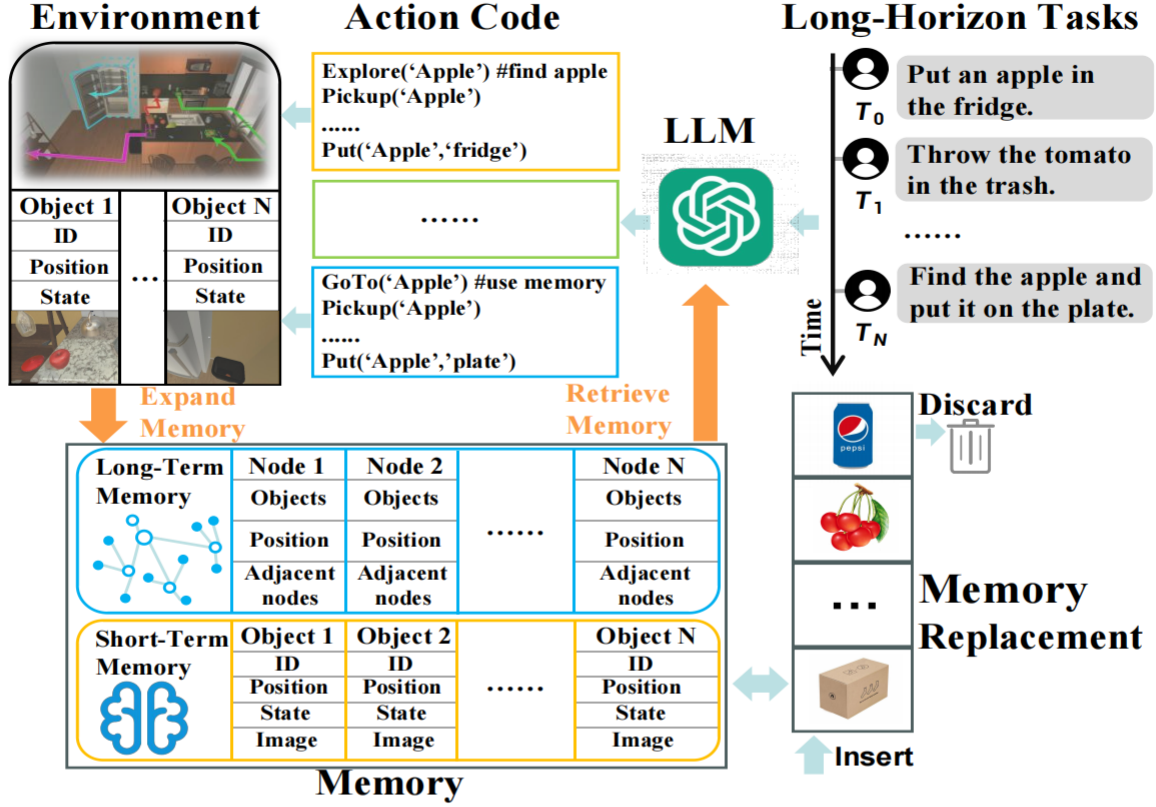 Environment
Action Code
Long-Horizon Tasks
Explore(‘Apple’) #find apple
Pickup(‘Apple’)
......
Put(‘Apple’,‘fridge’)
......
GoTo(‘Apple’) #use memory
Pickup(‘Apple’)
......
Put(‘Apple’,’plate’)
LLM
T0
Put an apple in
the fridge.
T1
Throw the tomato
in the trash.
......
TN
Find the apple and
put it on the plate.
Time
Object 1
ID
Position
State
...
Object N
ID
Position
State
Expand
Memory
Retrieve
Memory
Long-Term
Memory
Node 1
Objects
Position
Adjacent
nodes
Node 2
Objects
Position
Adjacent
nodes
......
Node N
Objects
Position
Adjacent
nodes
Short-Term
Memory
Object 1
ID
Position
State
Image
Object 2
ID
Position
State
Image
......
Object N
ID
Position
State
Image
Memory
pepsi
Discard
...
Memory
Replacement
Insert